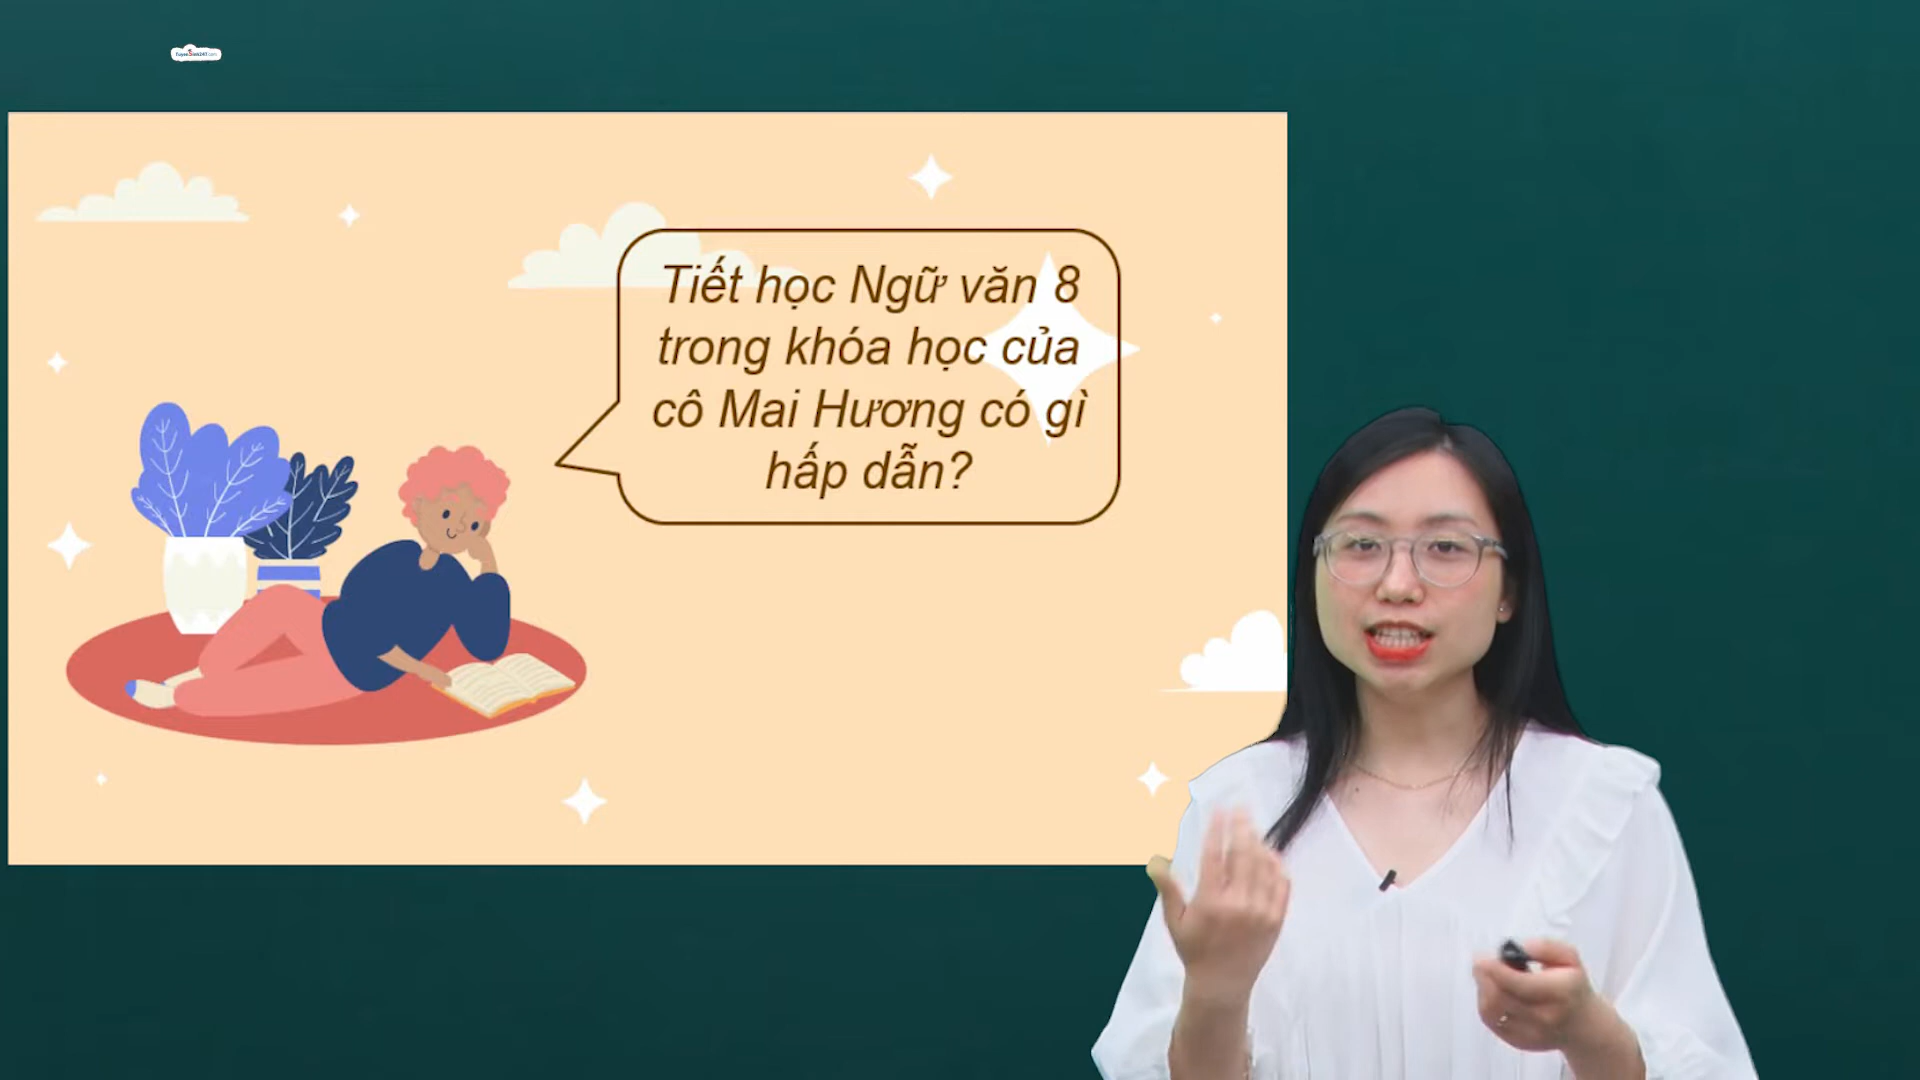 Tiết học Ngữ văn 8
trong khóa học của
cô Mai Hương có gì
hấp dẫn?